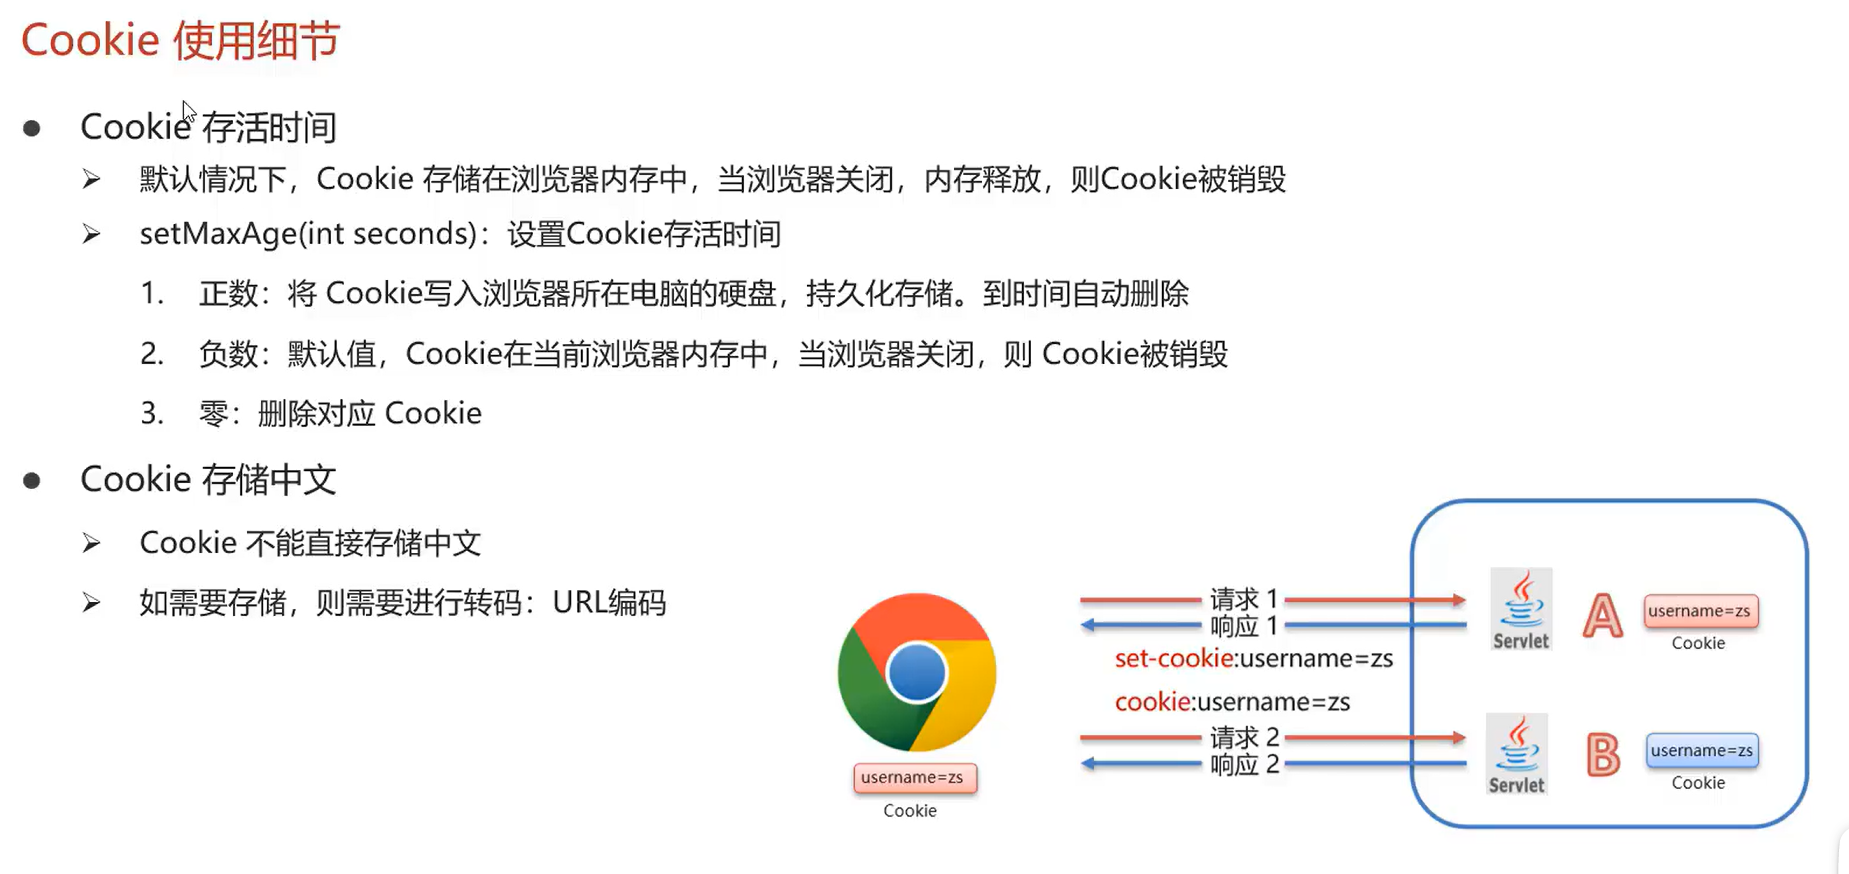 Cookie 使用细节
● Cookie 存活时间
➢ 默认情况下，Cookie 存储在浏览器内存中，当浏览器关闭，内存释放，则Cookie被销毁
➢ setMaxAge(int seconds)：设置Cookie存活时间
1. 正数：将 Cookie写入浏览器所在电脑的硬盘，持久化存储。到时间自动删除
2. 负数：默认值，Cookie在当前浏览器内存中，当浏览器关闭，则 Cookie被销毁
3. 零：删除对应 Cookie
● Cookie 存储中文
➢ Cookie 不能直接存储中文
➢ 如需要存储，则需要进行转码：URL编码
username=zs
Cookie
请求 1
响应 1
set-cookie:username=zs
cookie:username=zs
请求 2
响应 2
Servlet
A
username=zs
Cookie
Servlet
B
username=zs
Cookie